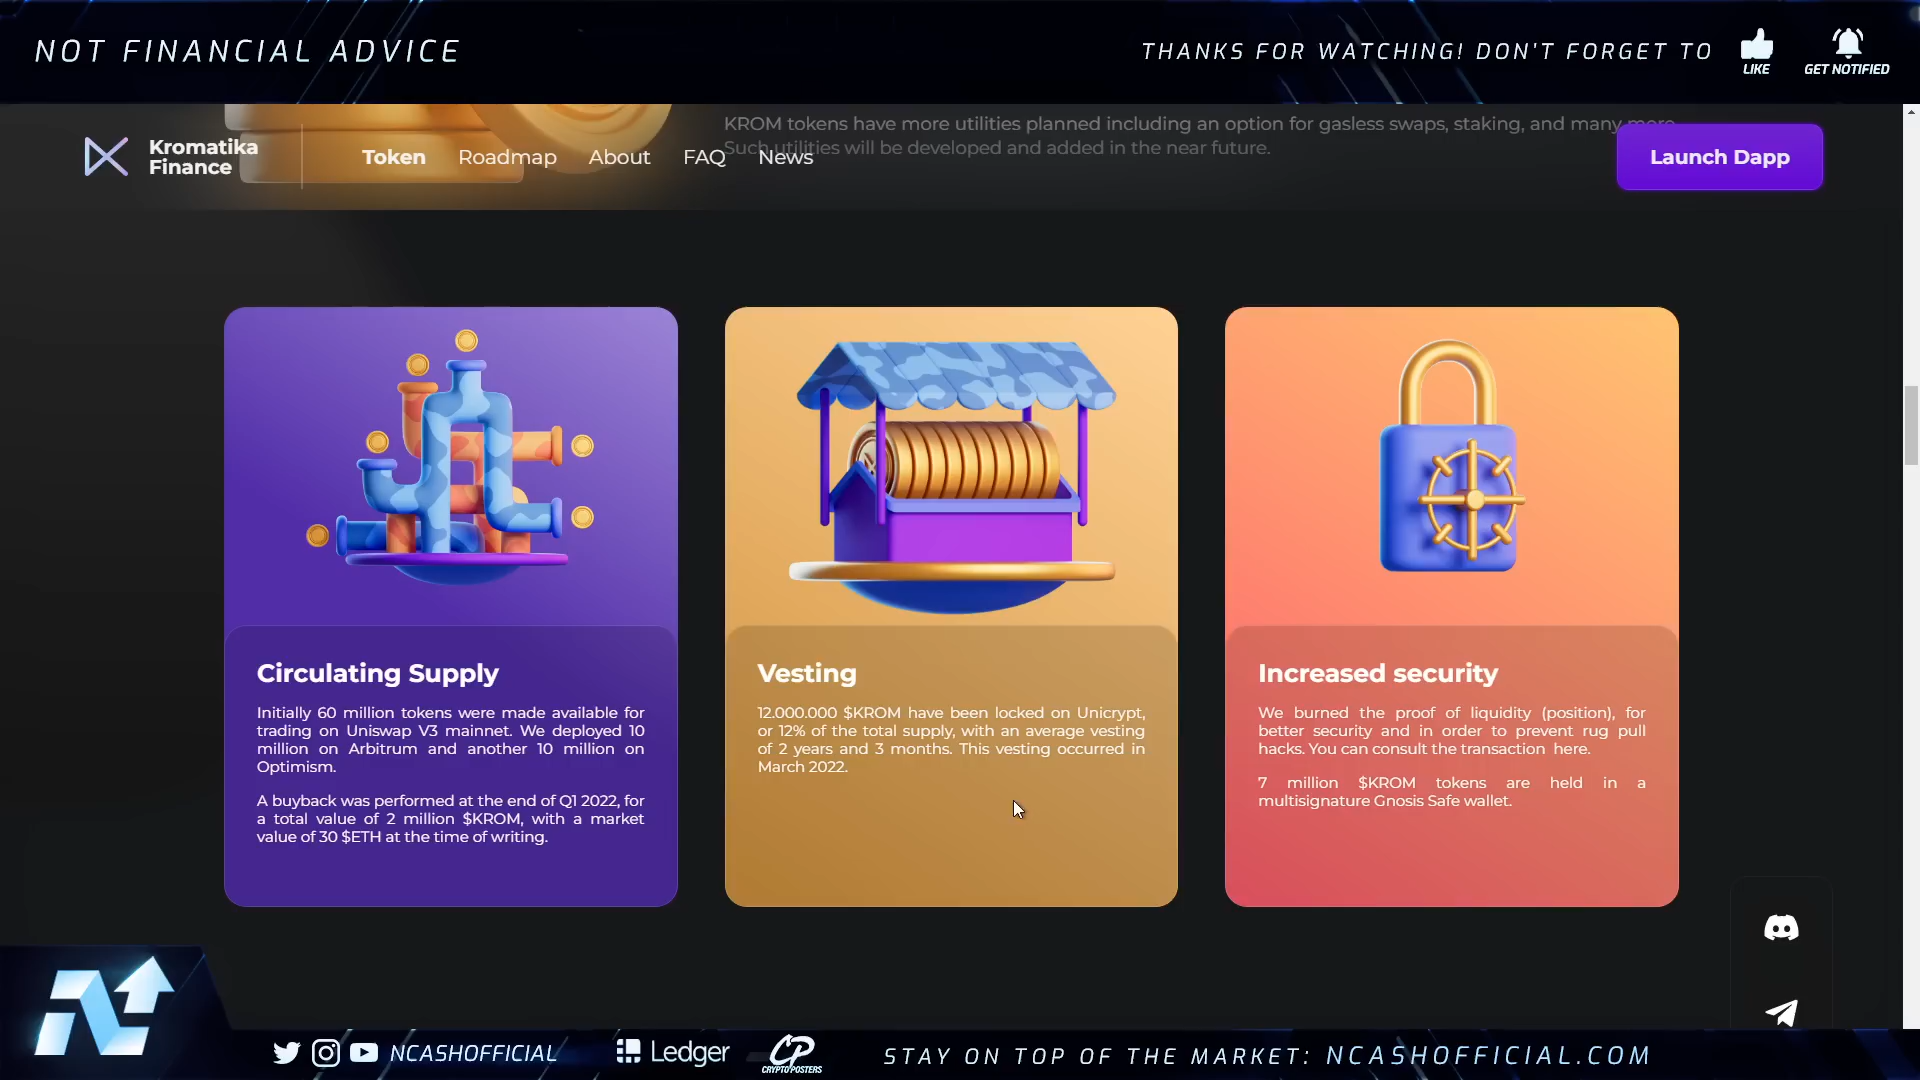 NOT FINANCIAL ADVICE
THANKS FOR WATCHING! DON'T FORGET TO
LIKE
GET NOTIFIED
KROM tokens have more utilities planned including an option for gasless swaps, staking, and many more.
Such utilities will be developed and added in the near future.
Kromatika
Finance
Token
Roadmap
About
FAQ
News
Launch Dapp
Circulating Supply
Initially 60 million tokens were made available for
trading on Uniswap V3 mainnet. We deployed 10
million on Arbitrum and another 10 million on
Optimism.
A buyback was performed at the end of Q1 2022, for
a total value of 2 million $KROM, with a market
value of 30 $ETH at the time of writing.
Vesting
12.000.000 $KROM have been locked on Unicrypt,
or 12% of the total supply, with an average vesting
of 2 years and 3 months. This vesting occurred in
March 2022.
Increased security
We burned the proof of liquidity (position), for
better security and in order to prevent rug pull
hacks. You can consult the transaction here.
7 million $KROM tokens are held in a
multisignature Gnosis Safe wallet.
NCASHOFFICIAL
Ledger
CP
CRYPTOPOSTERS
STAY ON TOP OF THE MARKET: NCASHOFFICIAL.COM